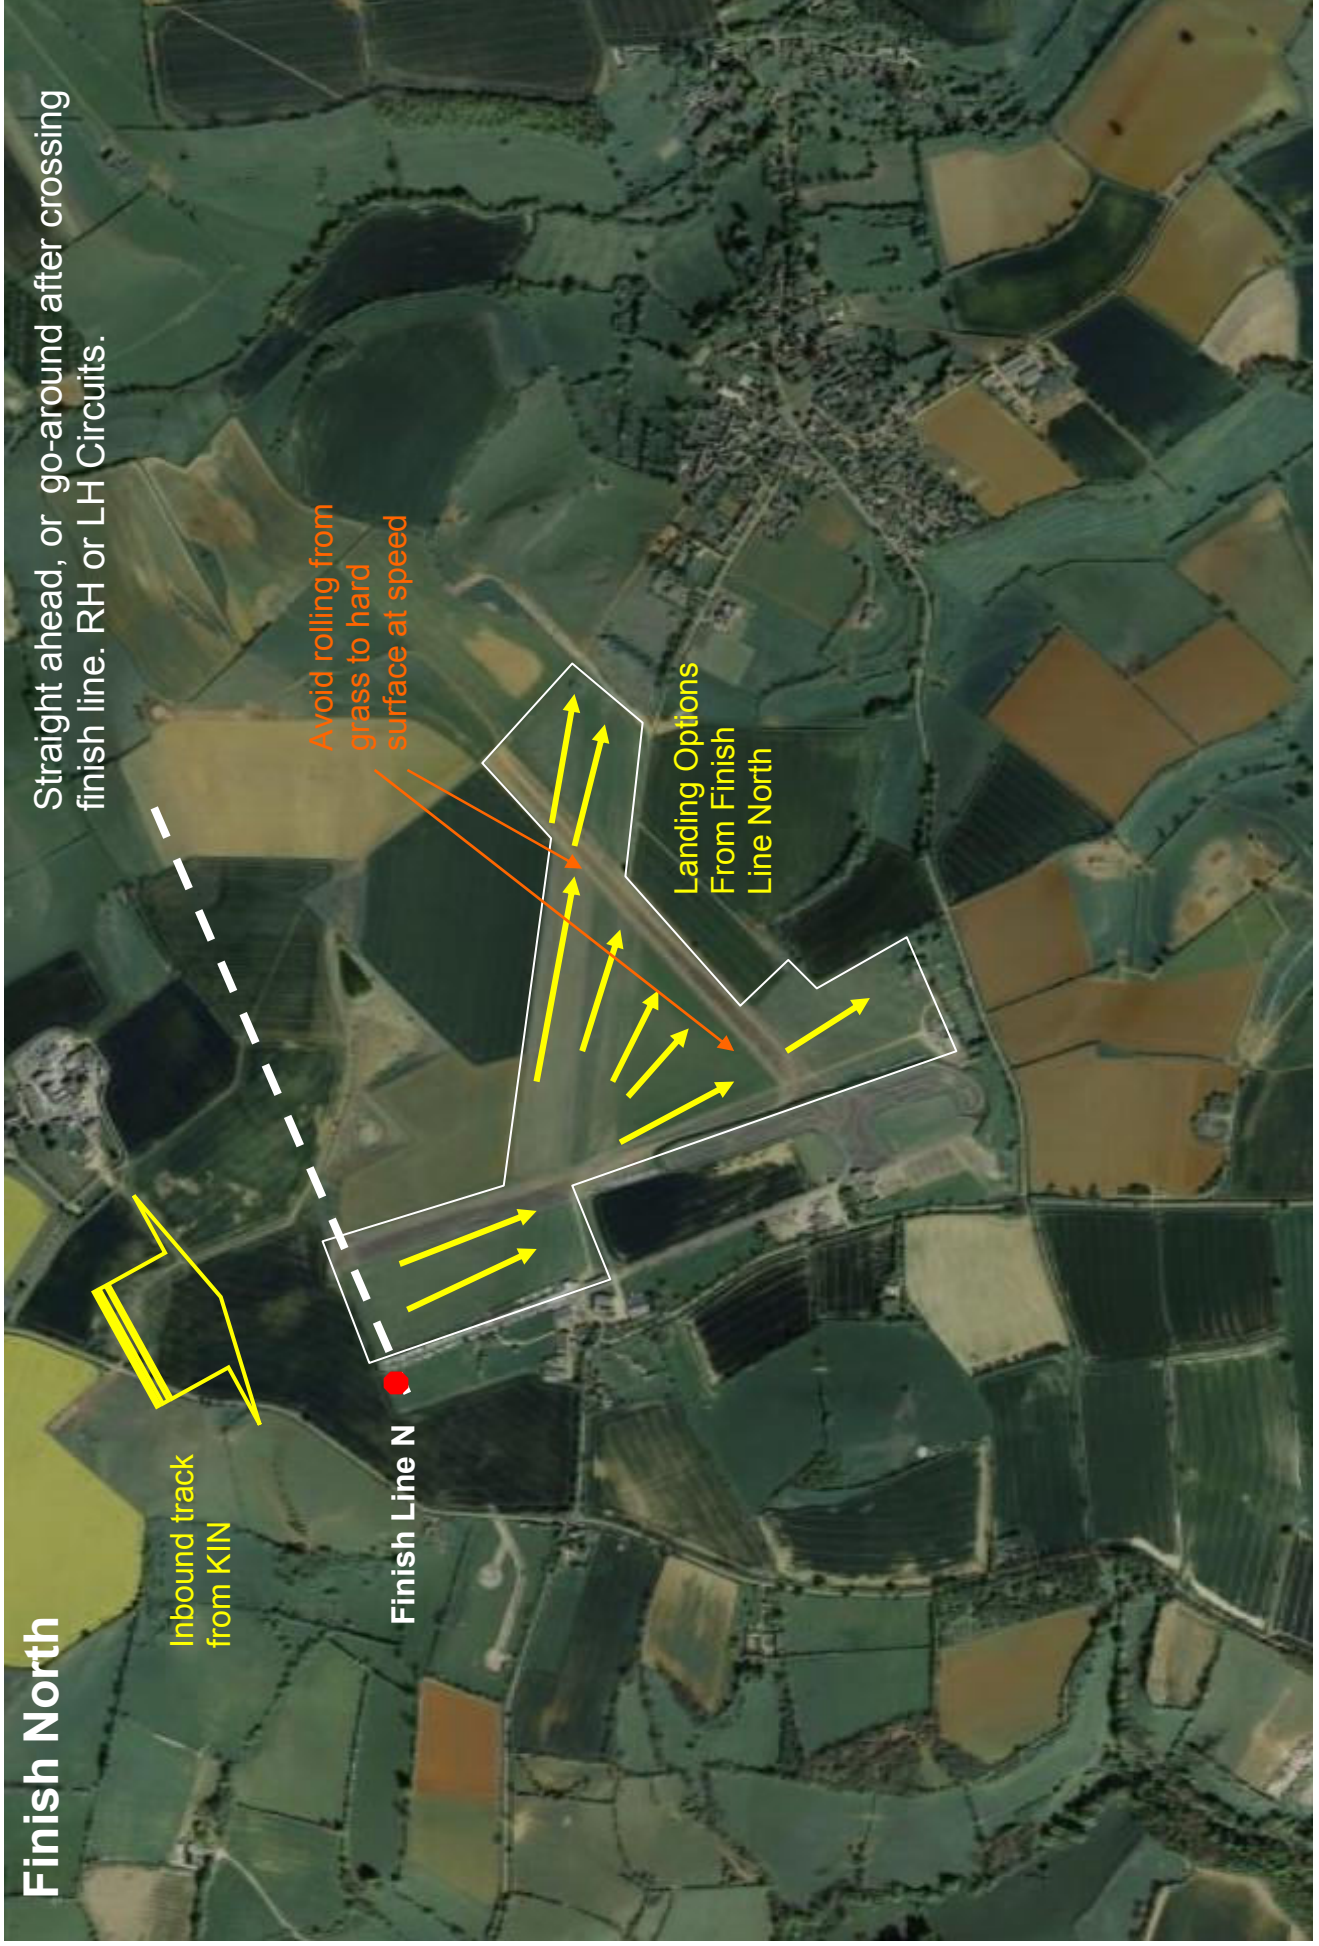 Finish North
Straight ahead, or go-around after crossing
finish line. RH or LH Circuits.
Inbound track
from KIN
Avoid rolling from
grass to hard
surface at speed
Finish Line N
Landing Options
From Finish
Line North